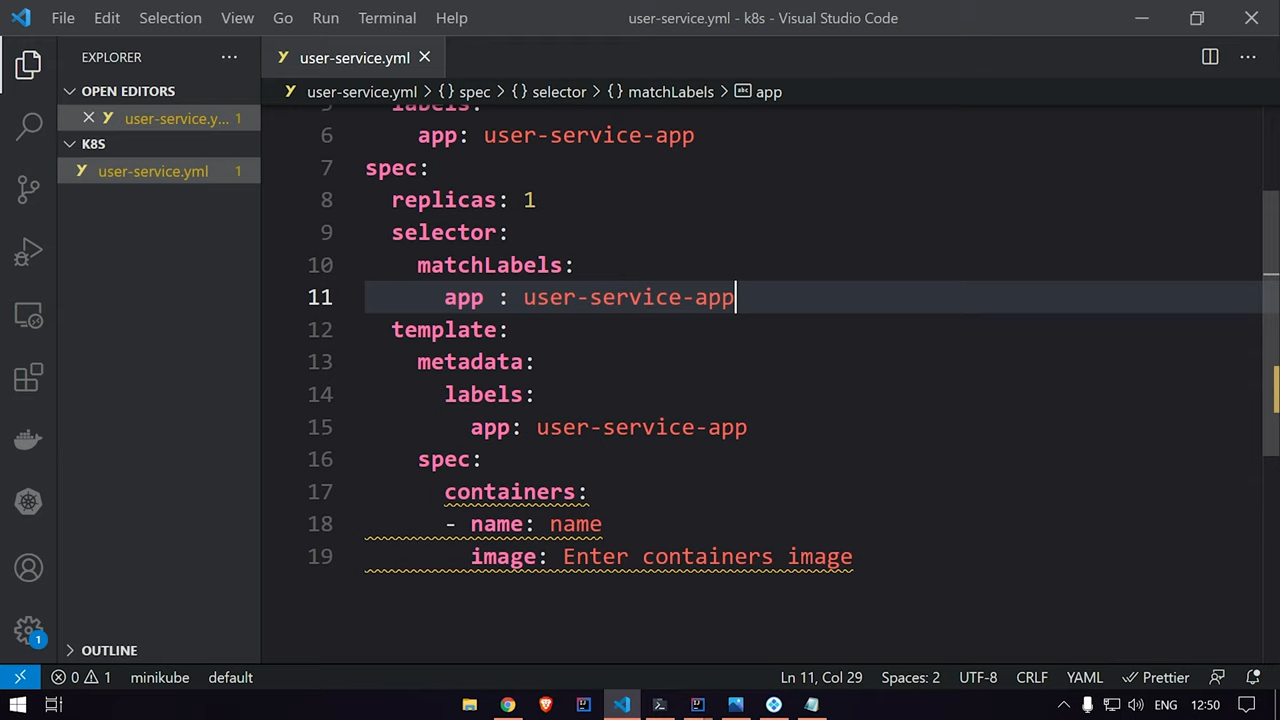 File Edit Selection View Go Run Terminal Help user-service.yml - k8s - Visual Studio Code
EXPLORER
OPEN EDITORS
user-service.y... 1
K8S
user-service.yml 1
OUTLINE
user-service.yml
user-service.yml > {} spec > {} selector > {} matchLabels > app
5 labels:
6 app: user-service-app
7 spec:
8 replicas: 1
9 selector:
10 matchLabels:
11 app : user-service-app
12 template:
13 metadata:
14 labels:
15 app: user-service-app
16 spec:
17 containers:
18 - name: name
19 image: Enter containers image
1
0 1 minikube default Ln 11, Col 29 Spaces: 2 UTF-8 CRLF YAML Prettier
ENG 12:50